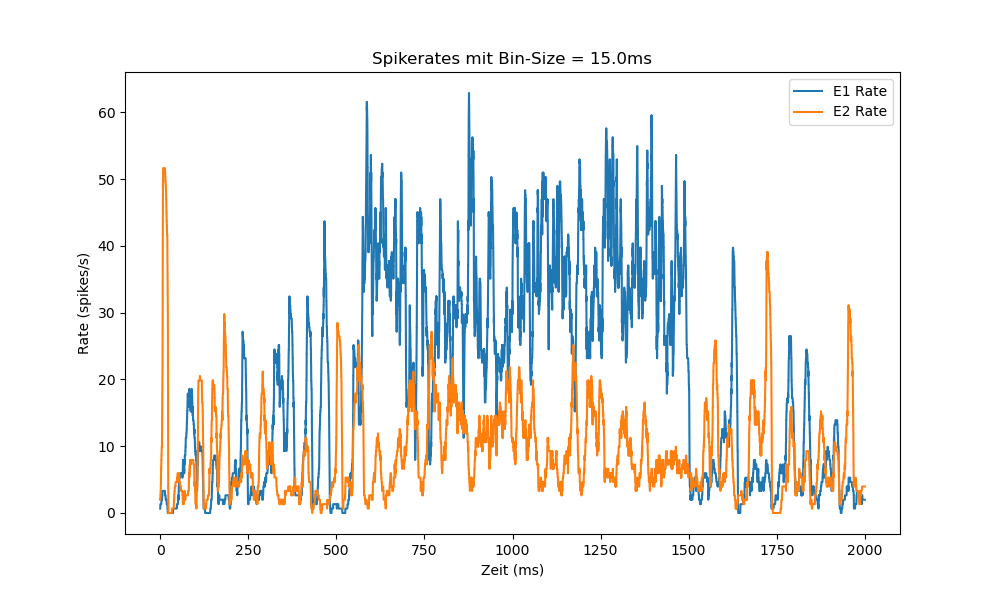 Spikerates mit Bin-Size = 15.0ms
E1 Rate
E2 Rate
Rate (spikes/s)
60
50
40
30
20
10
0
0 250 500 750 1000 1250 1500 1750 2000
Zeit (ms)